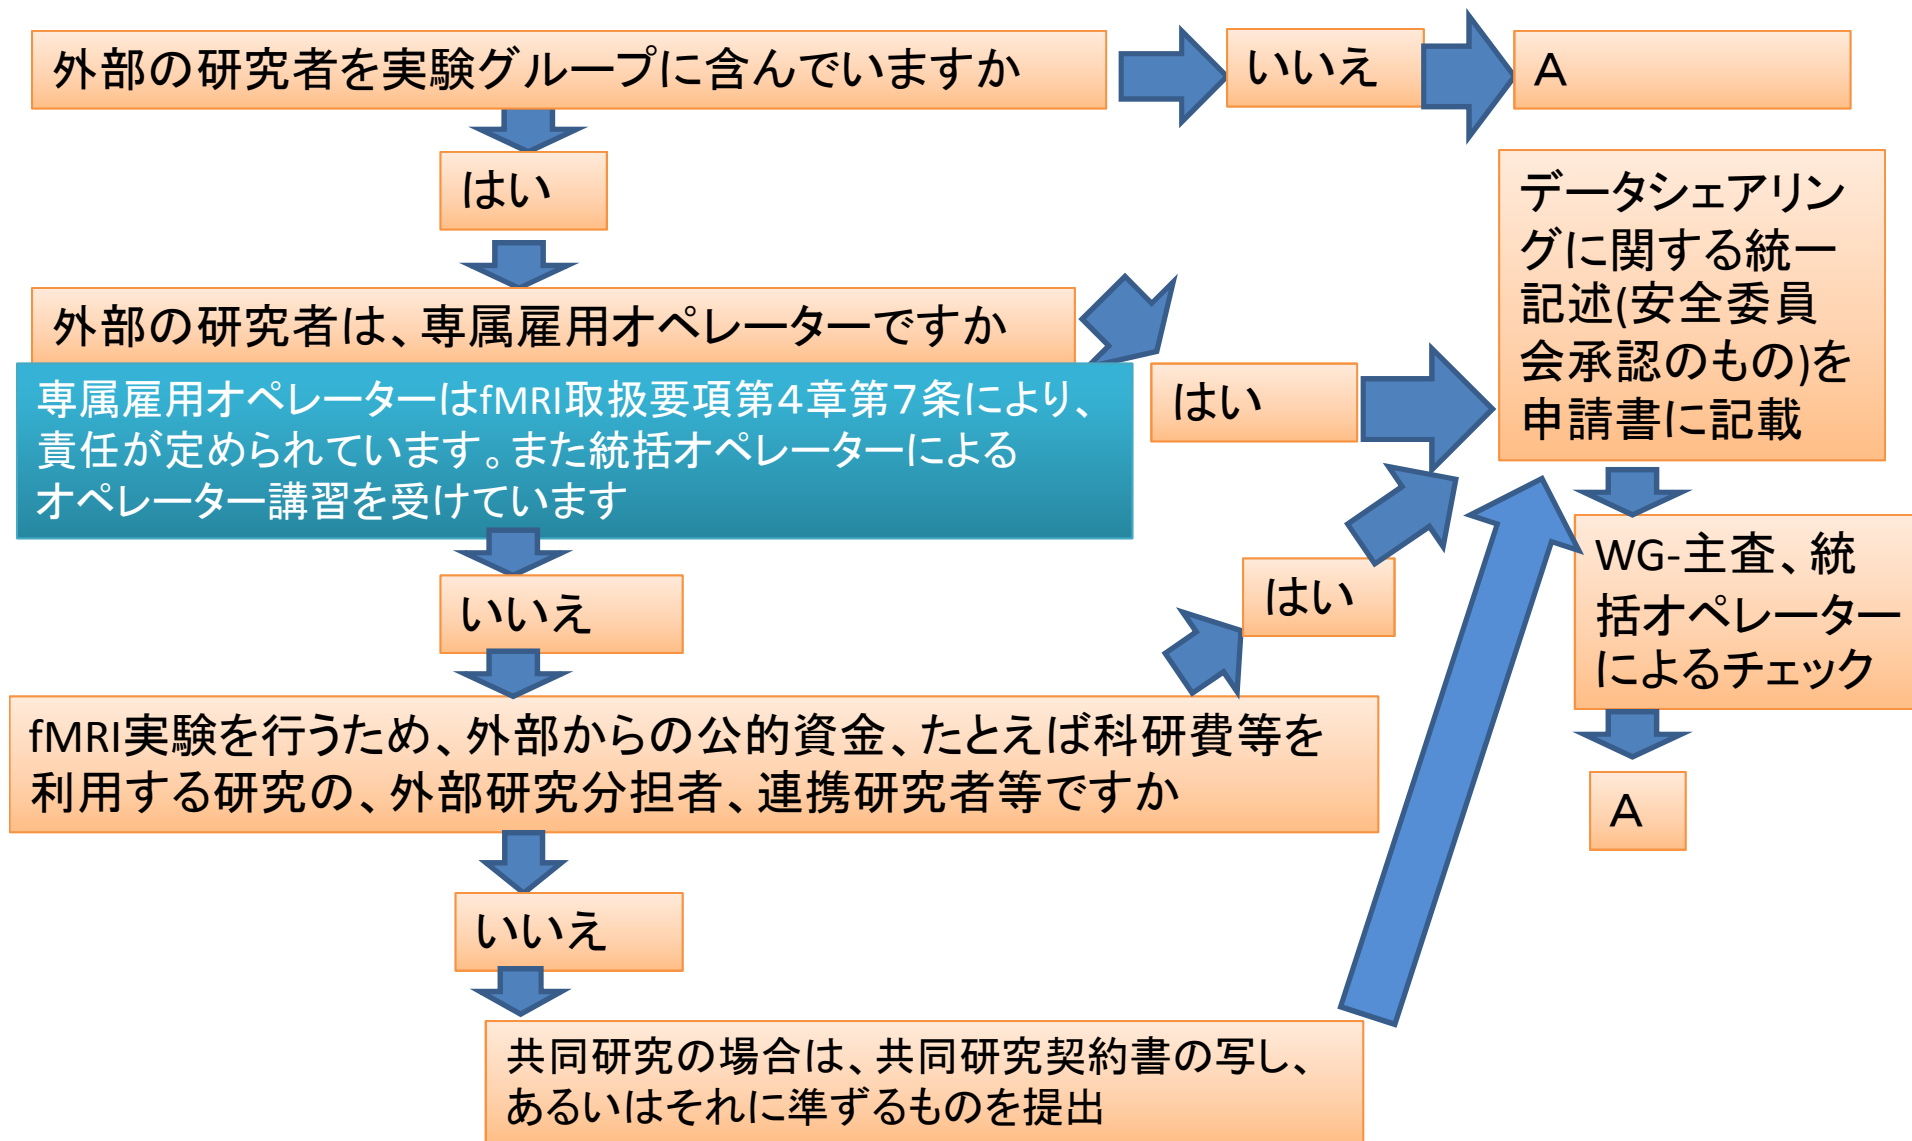 外部の研究者を実験グループに含んでいますか
いいえ
A
はい
外部の研究者は、専属雇用オペレーターですか
専属雇用オペレーターはfMRI取扱要項第4章第7条により、
責任が定められています。また統括オペレーターによる
オペレーター講習を受けています
はい
データシェアリン
グに関する統一
記述(安全委員
会承認のもの)を
申請書に記載
いいえ
はい
WG-主査、統
括オペレーター
によるチェック
fMRI実験を行うため、外部からの公的資金、たとえば科研費等を
利用する研究の、外部研究分担者、連携研究者等ですか
A
いいえ
共同研究の場合は、共同研究契約書の写し、
あるいはそれに準ずるものを提出